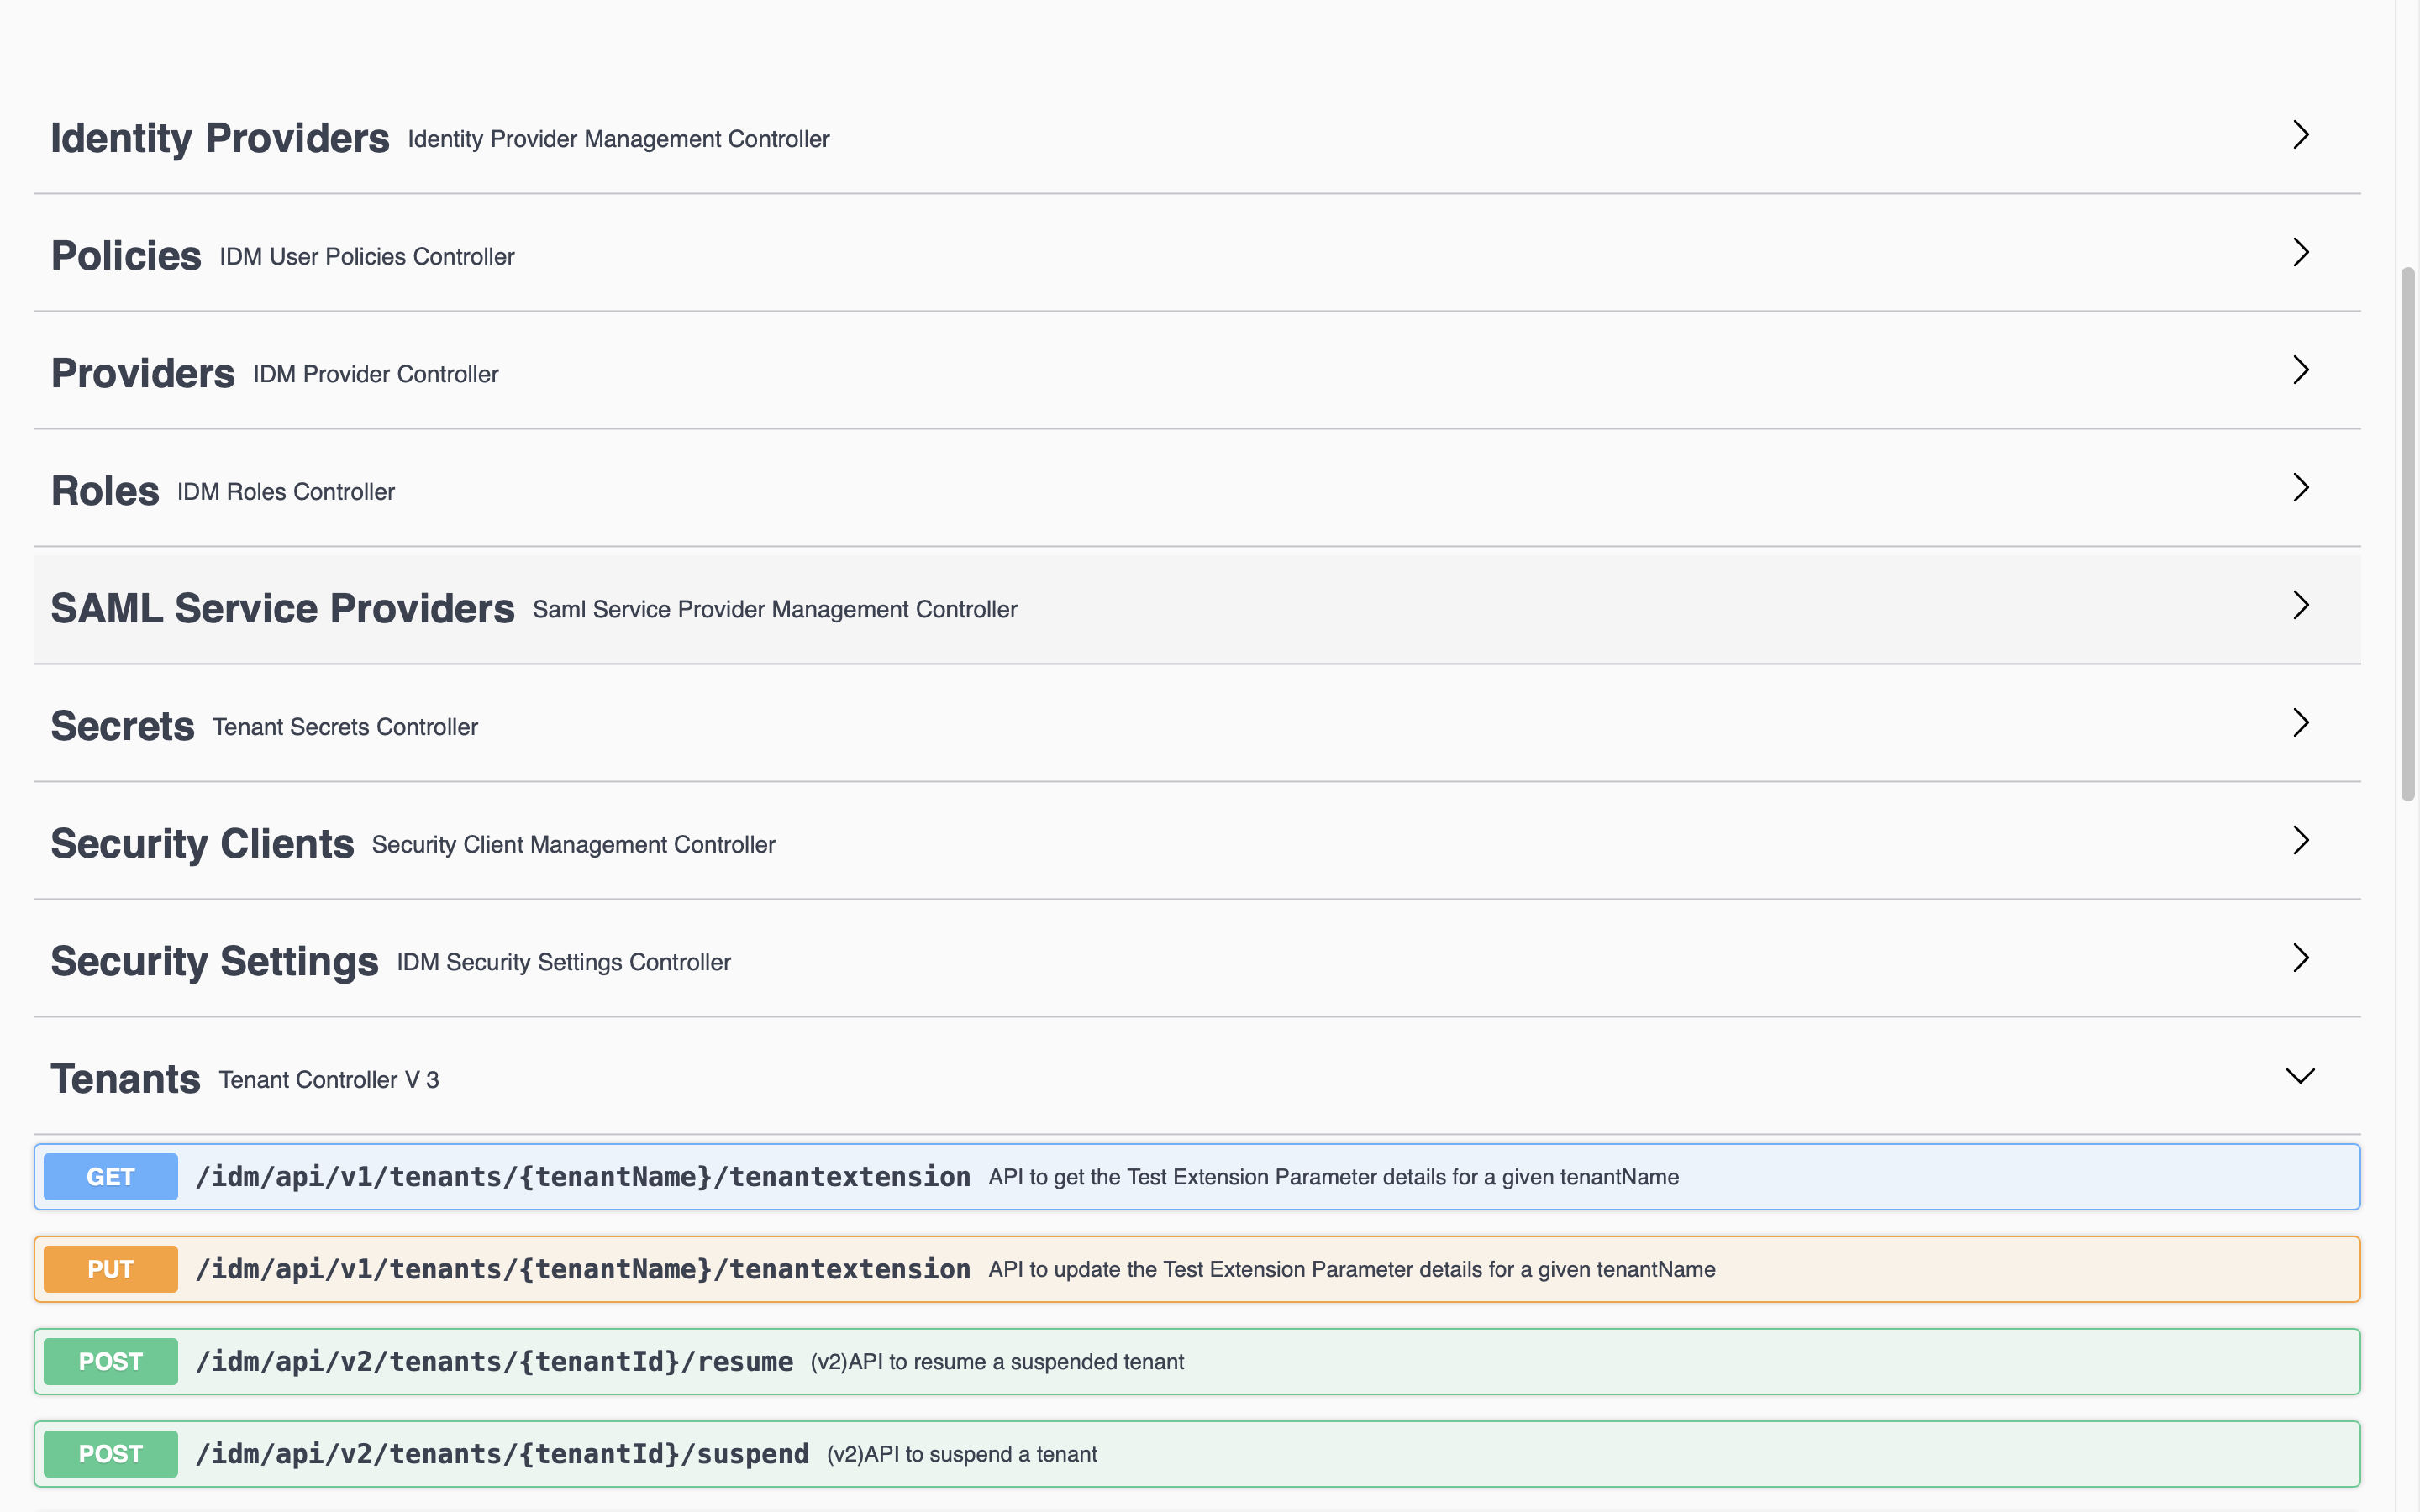 Identity Providers Identity Provider Management Controller
Policies IDM User Policies Controller
Providers IDM Provider Controller
Roles IDM Roles Controller
SAML Service Providers Saml Service Provider Management Controller
Secrets Tenant Secrets Controller
Security Clients Security Client Management Controller
Security Settings IDM Security Settings Controller
Tenants Tenant Controller V 3
GET /idm/api/v1/tenants/{tenantName}/tenantextension API to get the Test Extension Parameter details for a given tenantName
PUT /idm/api/v1/tenants/{tenantName}/tenantextension API to update the Test Extension Parameter details for a given tenantName
POST /idm/api/v2/tenants/{tenantId}/resume (v2)API to resume a suspended tenant
POST /idm/api/v2/tenants/{tenantId}/suspend (v2)API to suspend a tenant